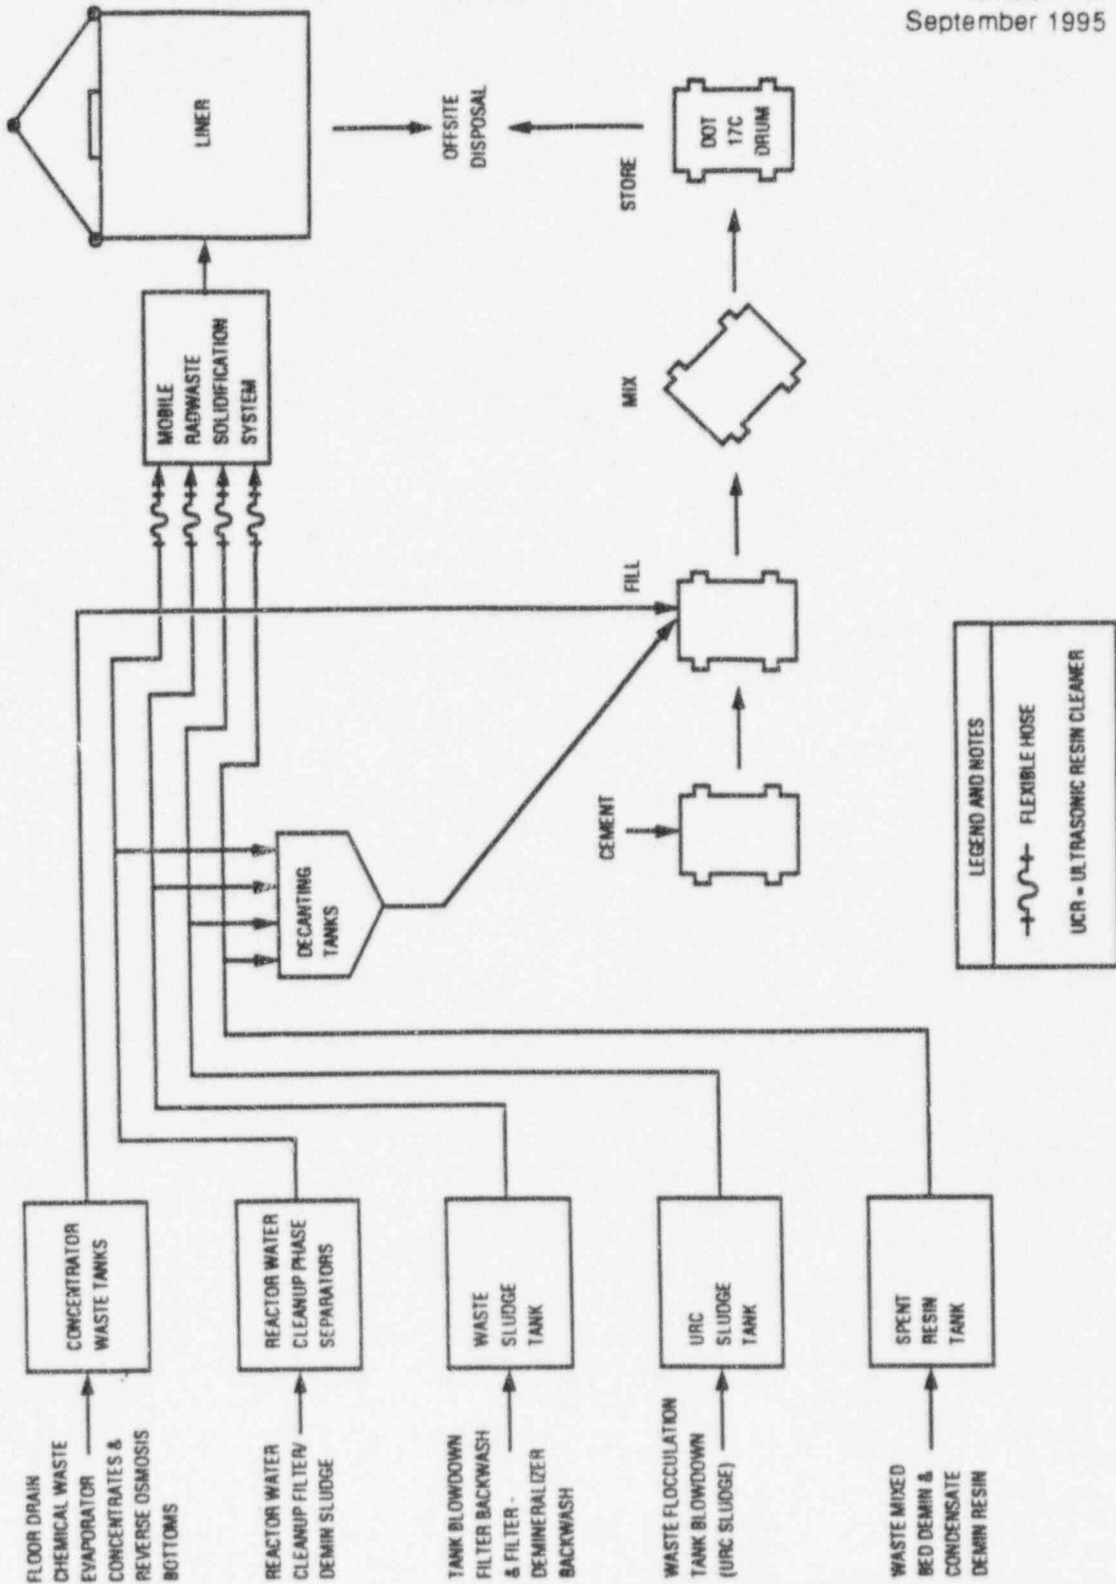 September 1995
FLOOR DRAIN
CHEMICAL WASTE
EVAPORATOR
CONCENTRATES &
REVERSE OSMOSIS
BOTTOMS
CONCENTRATOR
WASTE TANKS
REACTOR WATER
CLEANUP FILTER/
DEMIN SLUDGE
REACTOR WATER
CLEANUP PHASE
SEPARATORS
TANK BLOWDOWN
FILTER BACKWASH
& FILTER -
DEMINERALIZER
BACKWASH
WASTE
SLUDGE
TANK
WASTE FLOCCULATION
TANK BLOWDOWN
(URC SLUDGE)
URC
SLUDGE
TANK
WASTE MIXED
BED DEMIN &
CONDENSATE
DEMIN RESIN
SPENT
RESIN
TANK
DECANTING
TANKS
MOBILE
RADWASTE
SOLIDIFICATION
SYSTEM
LINER
OFFSITE
DISPOSAL
CEMENT
FILL
MIX
STORE
DOT
17C
DRUM
LEGEND AND NOTES
FLEXIBLE HOSE
UCR = ULTRASONIC RESIN CLEANER